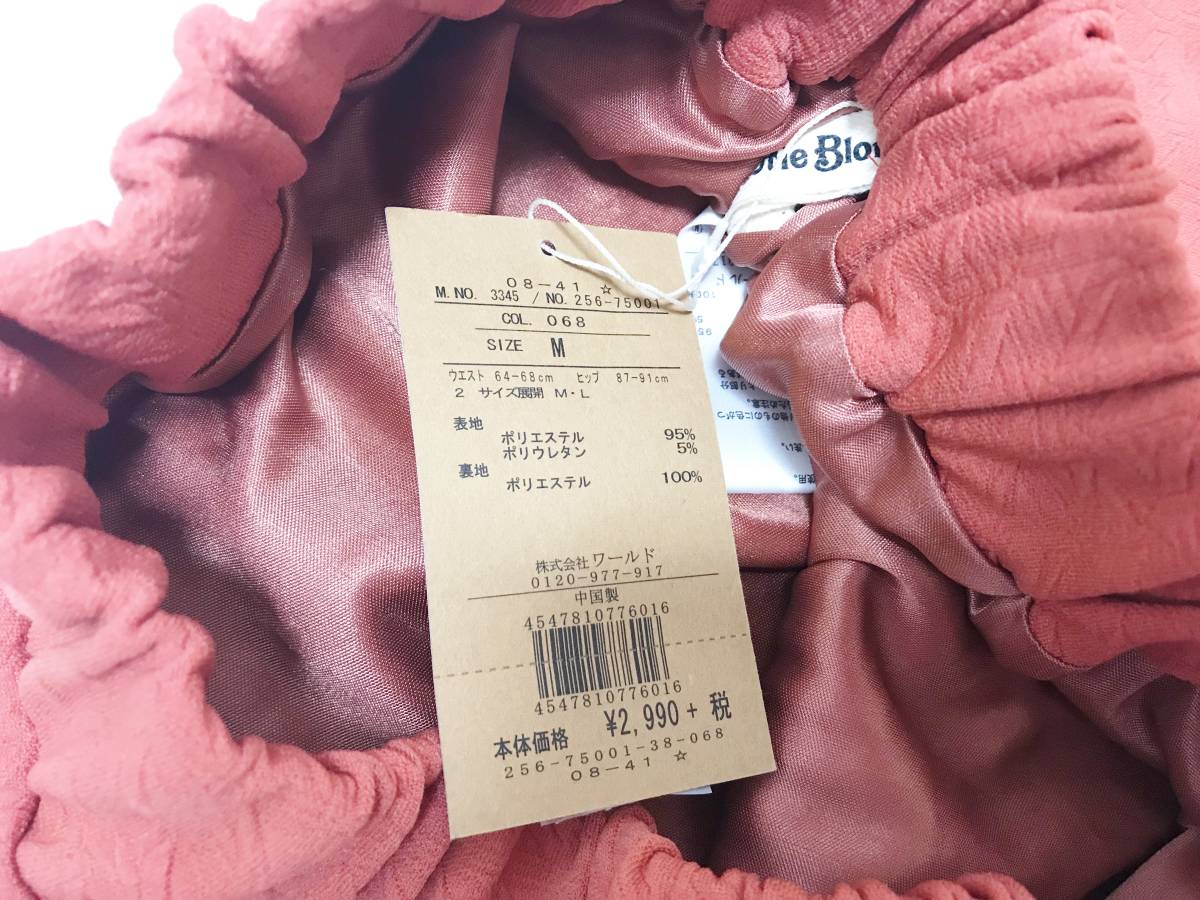 08-41 ☆
M.NO. 3345 / NO. 256-75001
COL. 068
SIZE M
ウエスト 64-68cm ヒップ 87-91cm
2 サイズ展開 M・L
表地
ポリエステル 95%
ポリウレタン 5%
裏地
ポリエステル 100%
株式会社ワールド
0120-977-917
中国製
4547810776016
4547810776016
本体価格 ¥2,990+税
256-75001-38-068
08-41 ☆